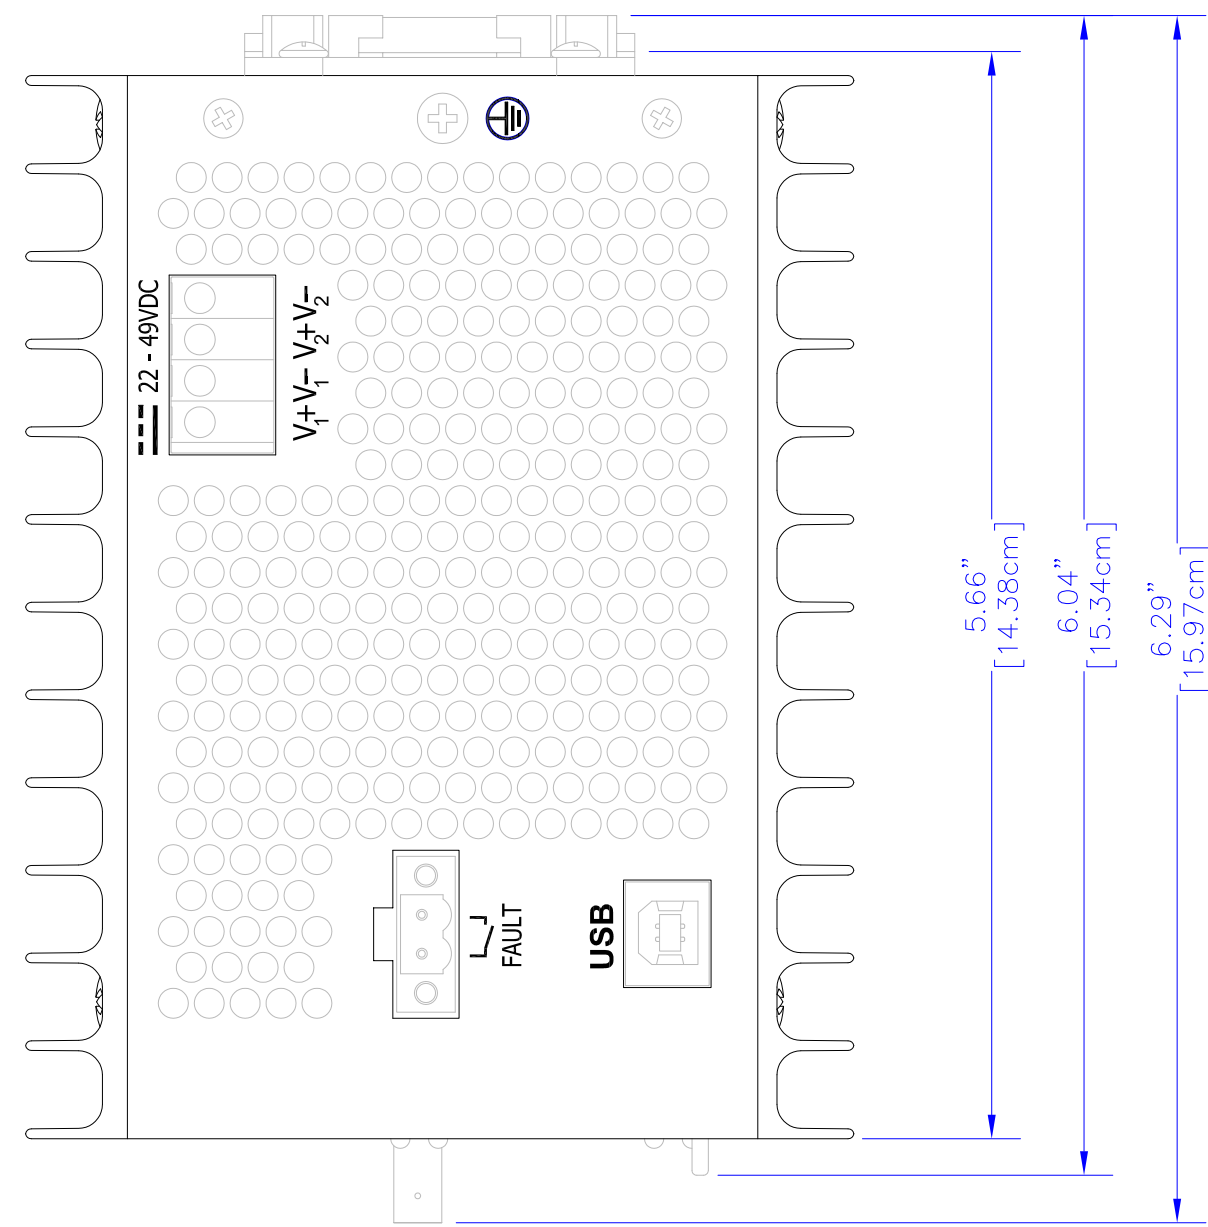 22 - 49VDC
V1+V1- V2+V2-
FAULT
USB
5.66”
[14.38cm]
6.04”
[15.34cm]
6.29”
[15.97cm]